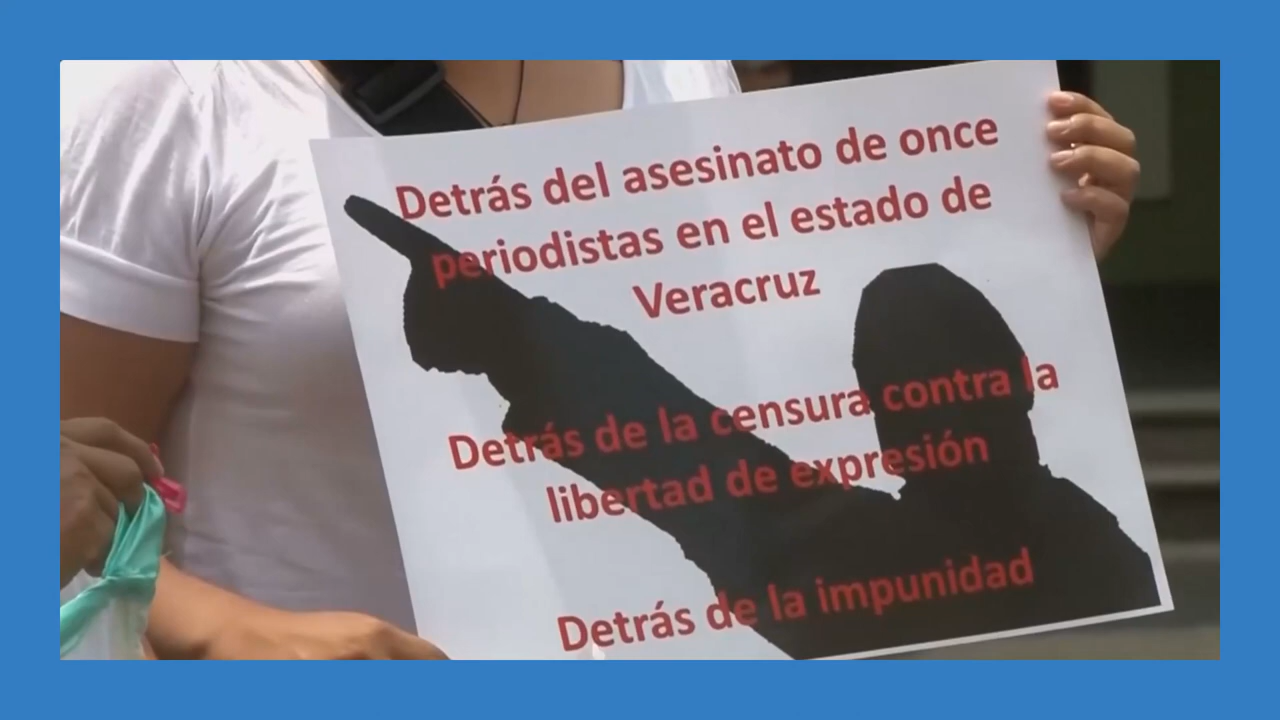 Detrás del asesinato de once
periodistas en el estado de
Veracruz
Detrás de la censura contra la
libertad de expresión
Detrás de la impunidad